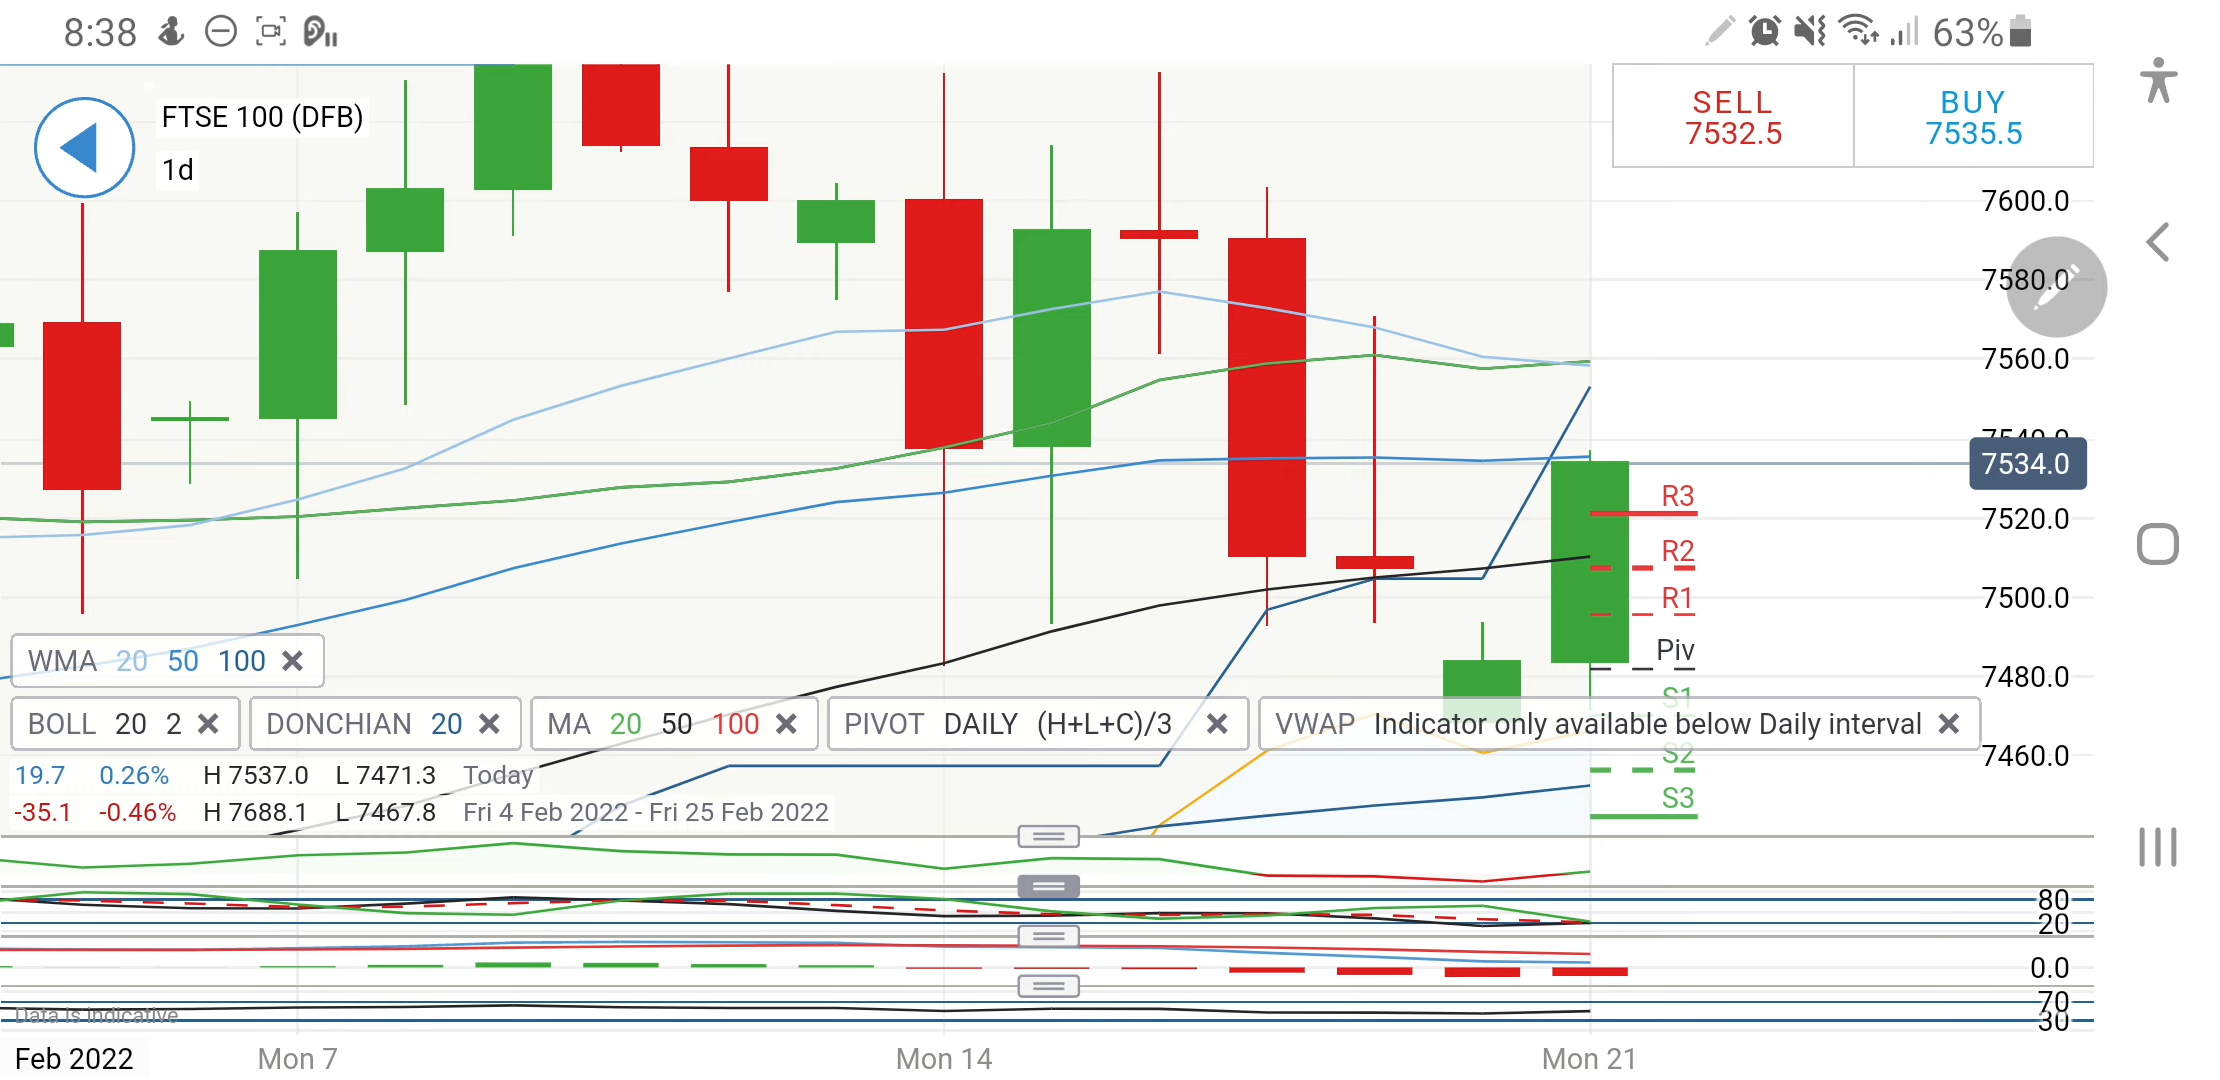 8:38
63%
FTSE 100 (DFB)
1d
SELL
7532.5
BUY
7535.5
7600.0
7580.0
7560.0
7540.0
7534.0
7520.0
7500.0
7480.0
7460.0
R3
R2
R1
Piv
S1
S2
S3
WMA 20 50 100
BOLL 20 2
DONCHIAN 20
MA 20 50 100
PIVOT DAILY (H+L+C)/3
VWAP Indicator only available below Daily interval
19.7 0.26% H 7537.0 L 7471.3 Today
-35.1 -0.46% H 7688.1 L 7467.8 Fri 4 Feb 2022 - Fri 25 Feb 2022
80
20
0.0
70
30
Data is indicative
Feb 2022
Mon 7
Mon 14
Mon 21